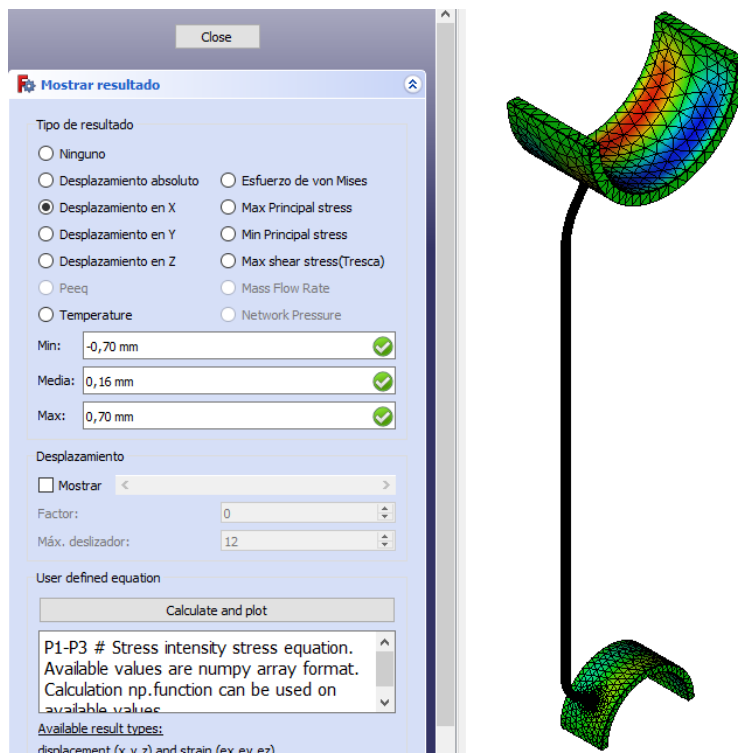 Close
Mostrar resultado
Tipo de resultado
Ninguno
Desplazamiento absoluto
Esfuerzo de von Mises
Desplazamiento en X
Max Principal stress
Desplazamiento en Y
Min Principal stress
Desplazamiento en Z
Max shear stress(Tresca)
Peeq
Mass Flow Rate
Temperature
Network Pressure
Min: -0,70 mm
Media: 0,16 mm
Max: 0,70 mm
Desplazamiento
Mostrar
Factor: 0
Máx. deslizador: 12
User defined equation
Calculate and plot
P1-P3 # Stress intensity stress equation.
Available values are numpy array format.
Calculation np.function can be used on
available values
Available result types:
displacement (x,y,z) and strain (ex,ey,ez)